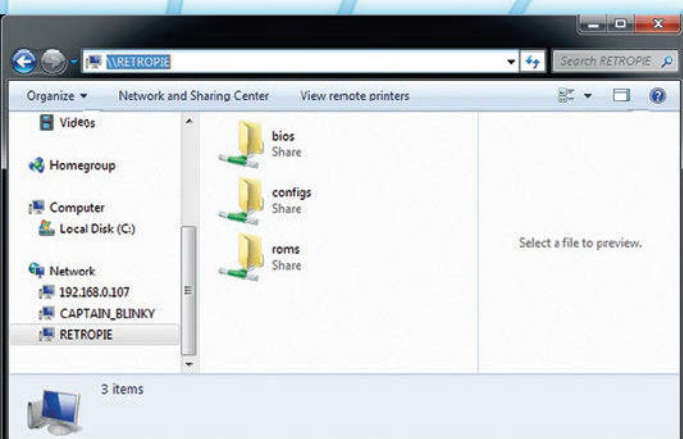 \\RETROPIE
Search RETROPIE
Organize
Network and Sharing Center
View remote printers
Videos
Homegroup
Computer
Local Disk (C:)
Network
192.168.0.107
CAPTAIN_BLINKY
RETROPIE
bios
Share
configs
Share
roms
Share
Select a file to preview.
3 items